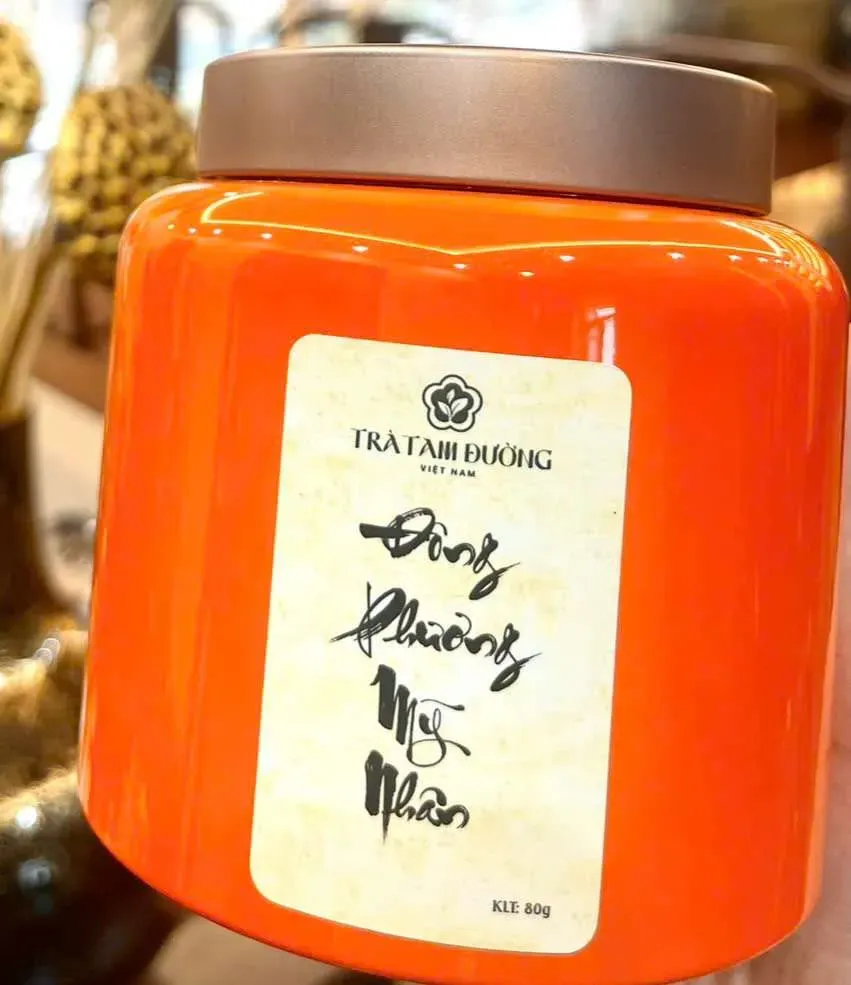 TRÀ TAM ĐƯỜNG
VIỆT NAM
Đông
Phương
Mỹ
Nhân
KLT: 80g